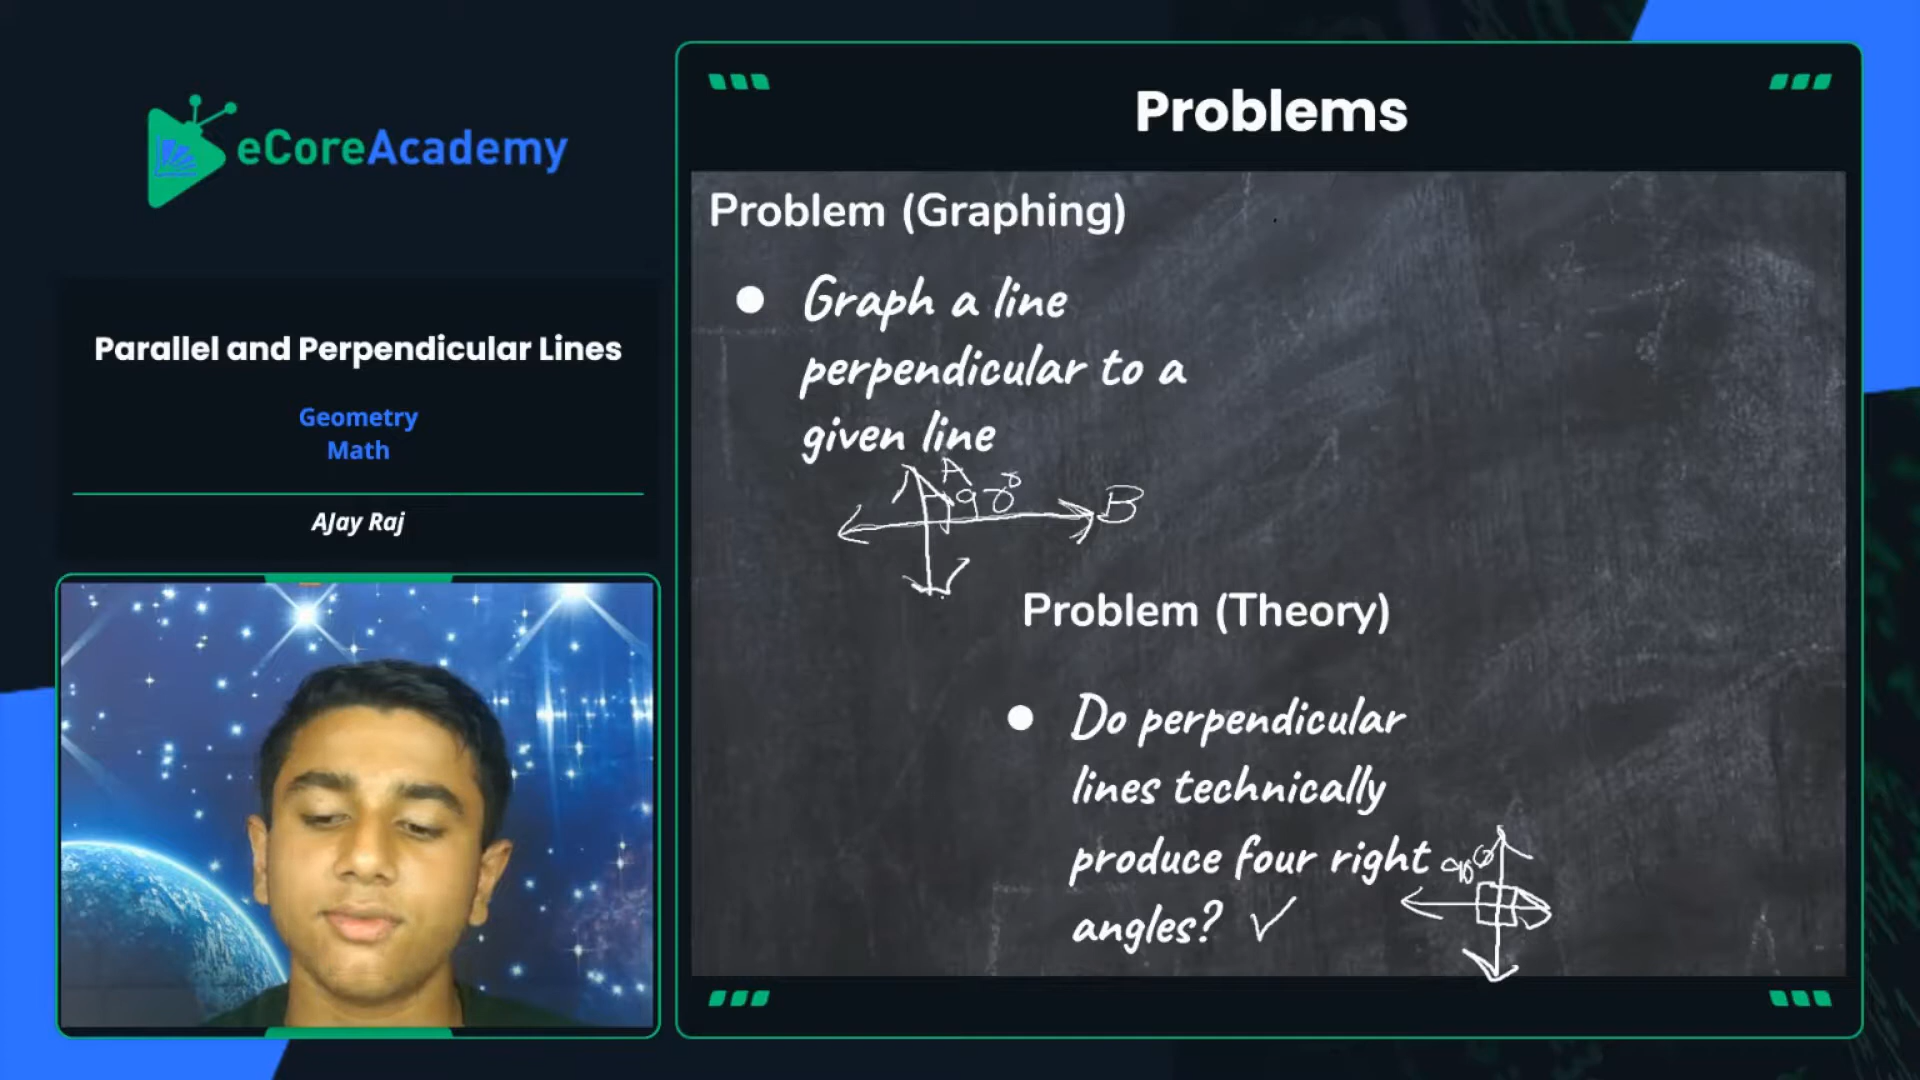 eCoreAcademy
Parallel and Perpendicular Lines
Geometry
Math
AJay Raj
Problems
Problem (Graphing)
● Graph a line
perpendicular to a
given line
A
90°
B
Problem (Theory)
● Do perpendicular
lines technically
produce four right
angles? ✓
90